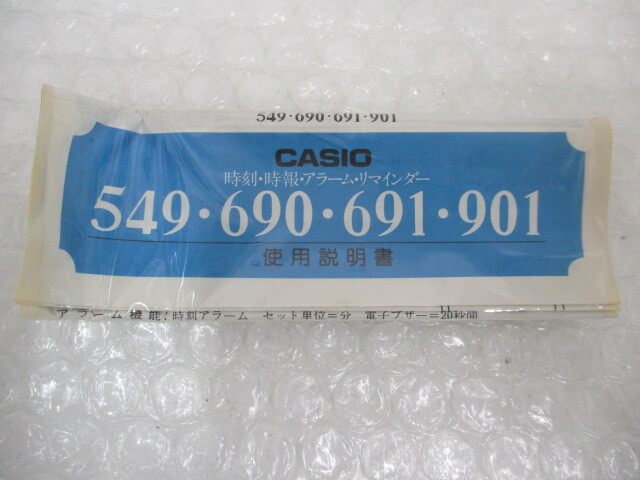 549・690・691・901
CASIO
時刻・時報・アラーム・リマインダー
549・690・691・901
使用説明書
アラーム機能:時刻アラーム セット単位=分 電子ブザー=20秒間